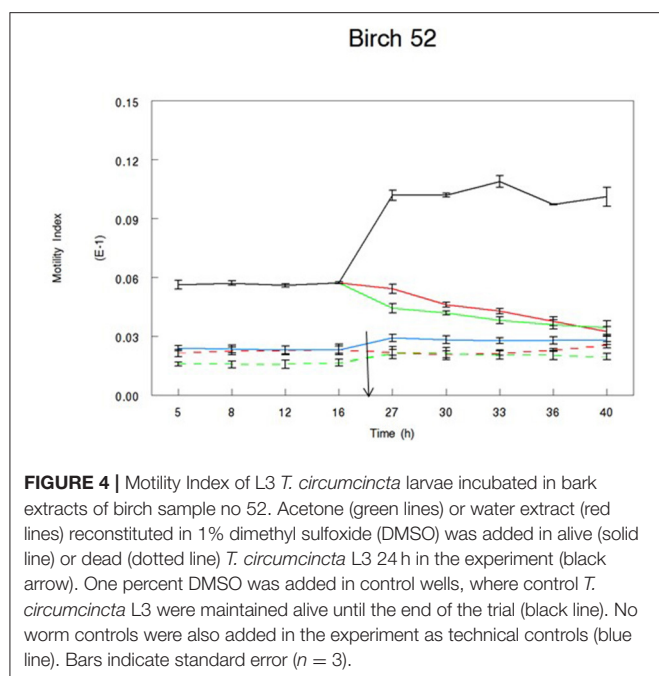 Birch 52
0.15
0.12
0.09
0.06
0.03
0.00
Motility Index
(E-1)
5 8 12 16 27 30 33 36 40
Time (h)
FIGURE 4 | Motility Index of L3 T. circumcincta larvae incubated in bark
extracts of birch sample no 52. Acetone (green lines) or water extract (red
lines) reconstituted in 1% dimethyl sulfoxide (DMSO) was added in alive (solid
line) or dead (dotted line) T. circumcincta L3 24 h in the experiment (black
arrow). One percent DMSO was added in control wells, where control T.
circumcincta L3 were maintained alive until the end of the trial (black line). No
worm controls were also added in the experiment as technical controls (blue
line). Bars indicate standard error (n = 3).